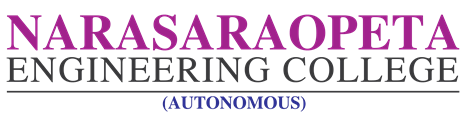 NARASARAOPETA
ENGINEERING COLLEGE
(AUTONOMOUS)